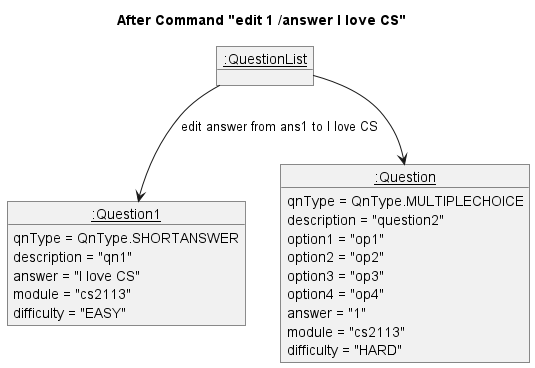 After Command "edit 1 /answer I love CS"
:QuestionList
edit answer from ans1 to I love CS
:Question1
qnType = QnType.SHORTANSWER
description = "qn1"
answer = "I love CS"
module = "cs2113"
difficulty = "EASY"
:Question
qnType = QnType.MULTIPLECHOICE
description = "question2"
option1 = "op1"
option2 = "op2"
option3 = "op3"
option4 = "op4"
answer = "1"
module = "cs2113"
difficulty = "HARD"